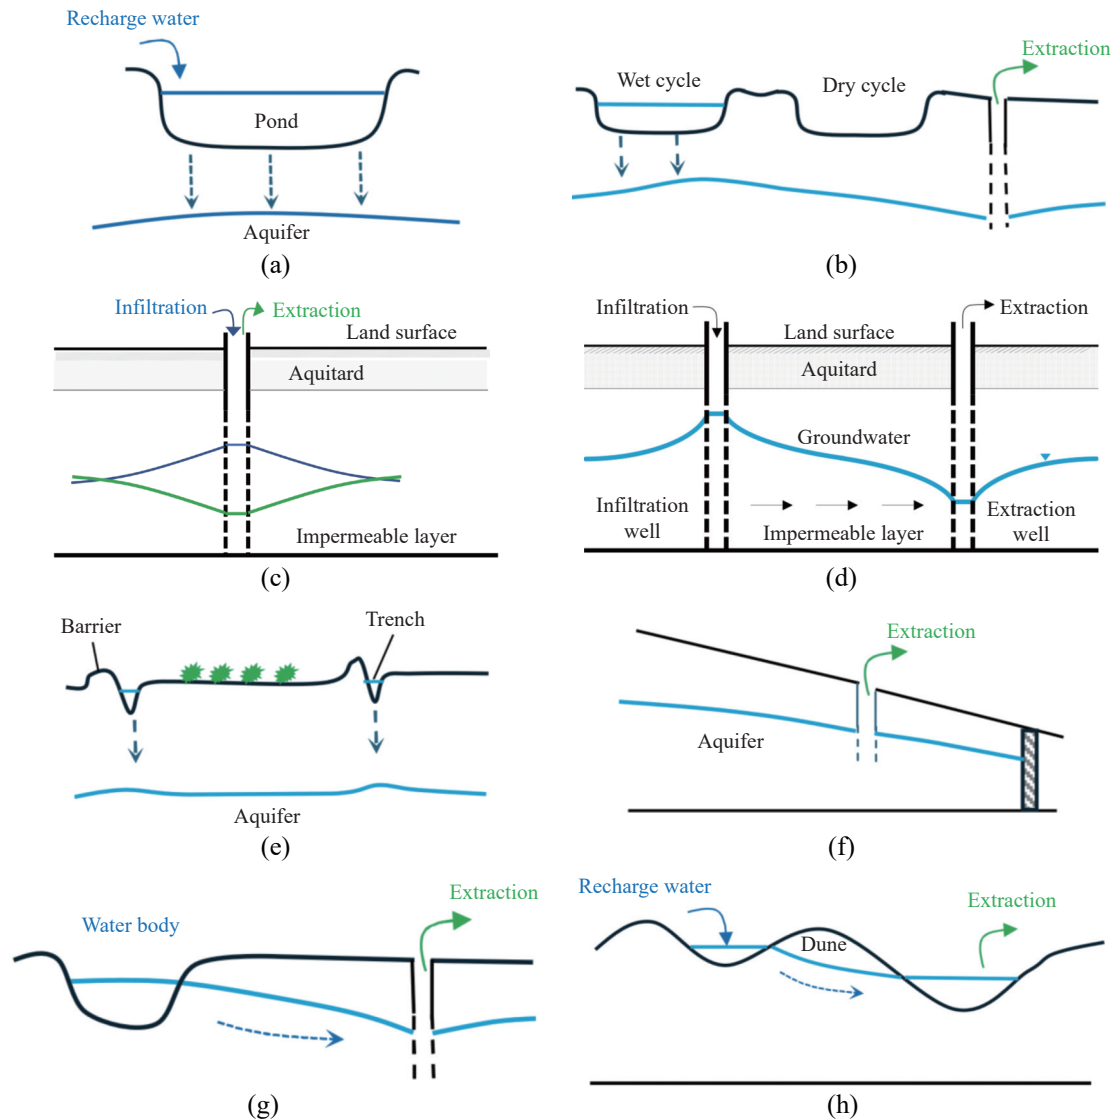 Recharge water
Pond
Aquifer
(a)
Extraction
Wet cycle
Dry cycle
(b)
Infiltration
Extraction
Land surface
Aquitard
Impermeable layer
(c)
Infiltration
Extraction
Land surface
Aquitard
Groundwater
Infiltration
well
Impermeable layer
Extraction
well
(d)
Barrier
Trench
Aquifer
(e)
Extraction
Aquifer
(f)
Extraction
Water body
(g)
Recharge water
Extraction
Dune
(h)